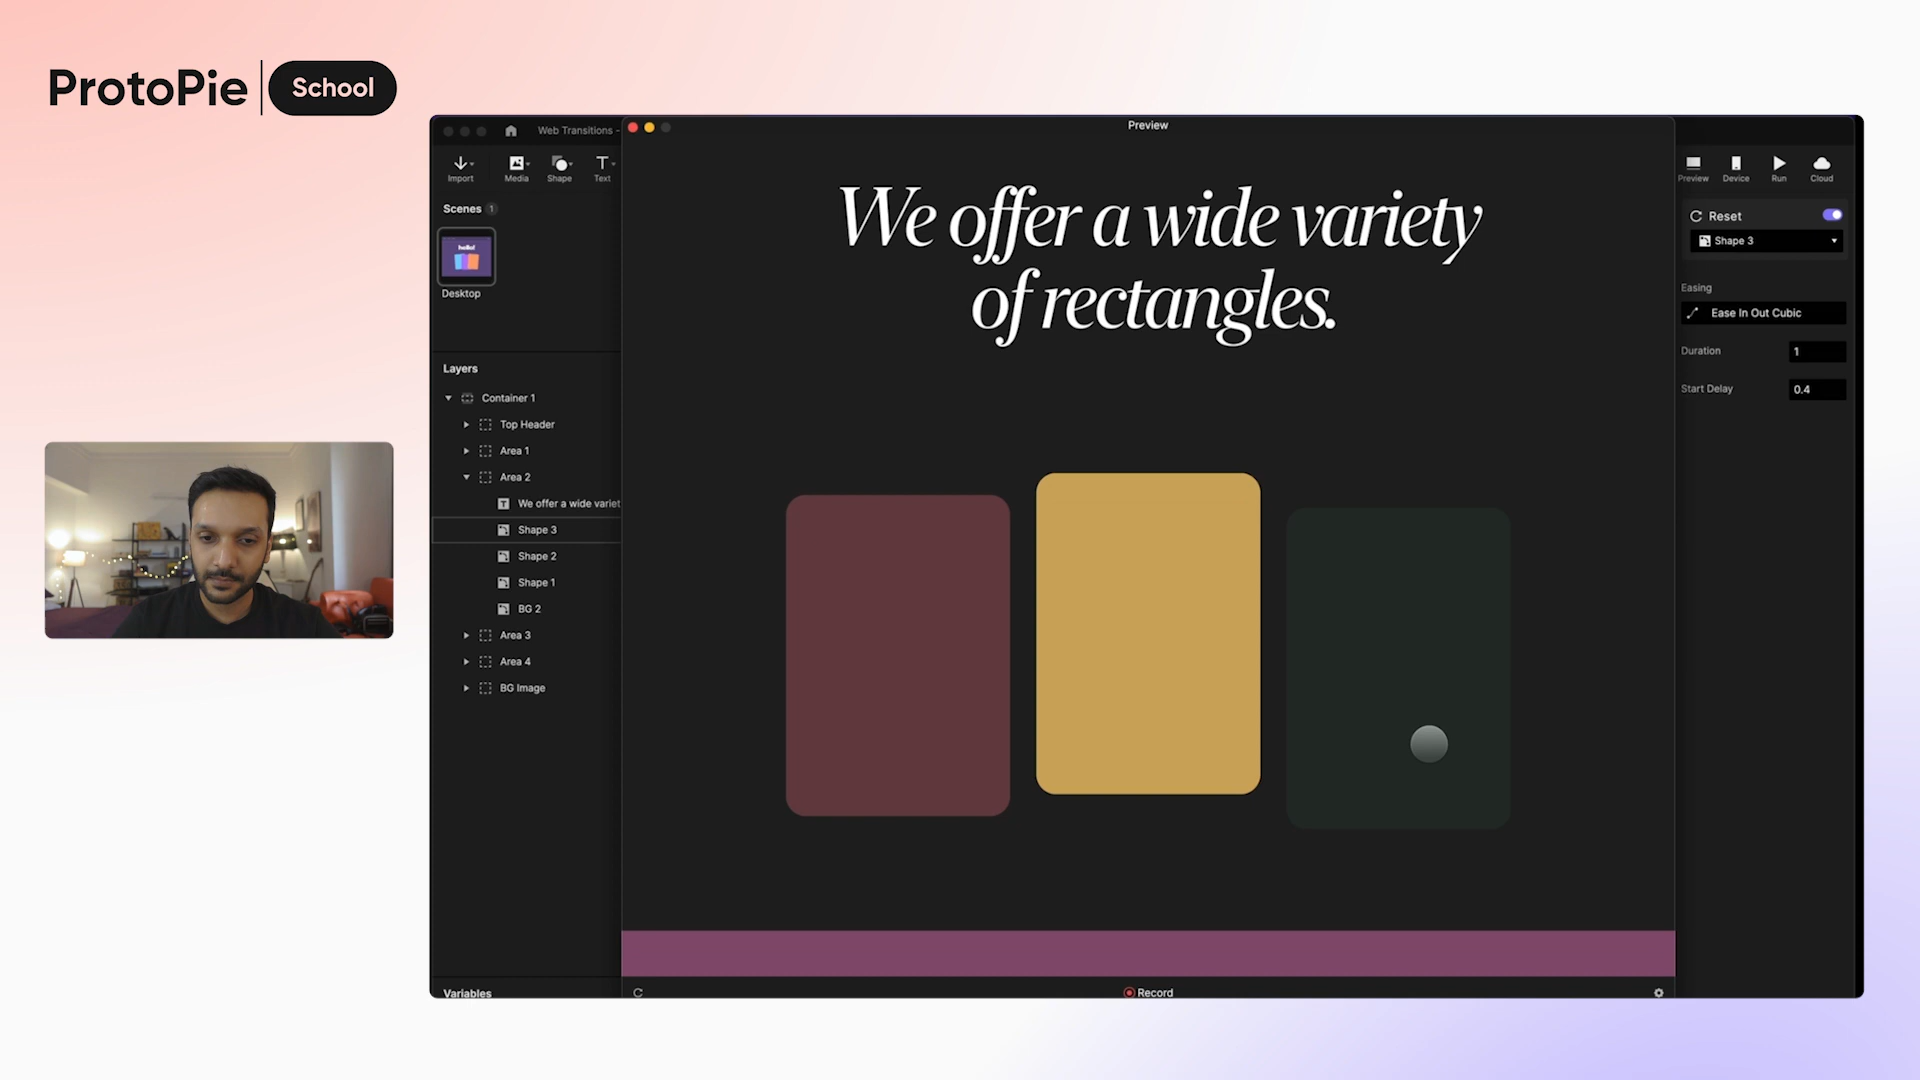 ProtoPie School
Web Transitions -
Preview
Import
Media
Shape
Text
Preview
Device
Run
Cloud
Scenes 1
hello!
Desktop
Reset
Shape 3
Easing
Ease In Out Cubic
Duration 1
Start Delay 0.4
We offer a wide variety
of rectangles.
Layers
Container 1
Top Header
Area 1
Area 2
T We offer a wide variet
Shape 3
Shape 2
Shape 1
BG 2
Area 3
Area 4
BG Image
Variables
Record